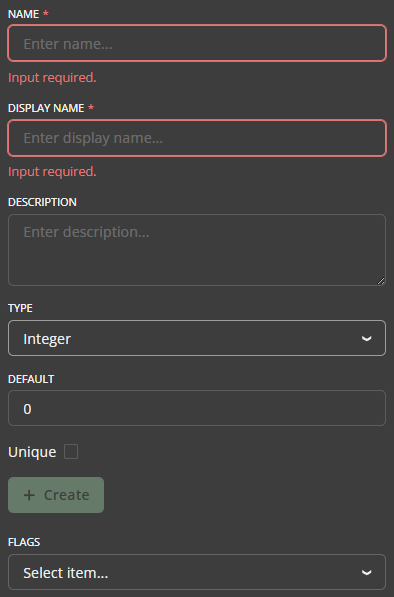 NAME *
Enter name...
Input required.
DISPLAY NAME *
Enter display name...
Input required.
DESCRIPTION
Enter description...
TYPE
Integer
DEFAULT
0
Unique
+ Create
FLAGS
Select item...